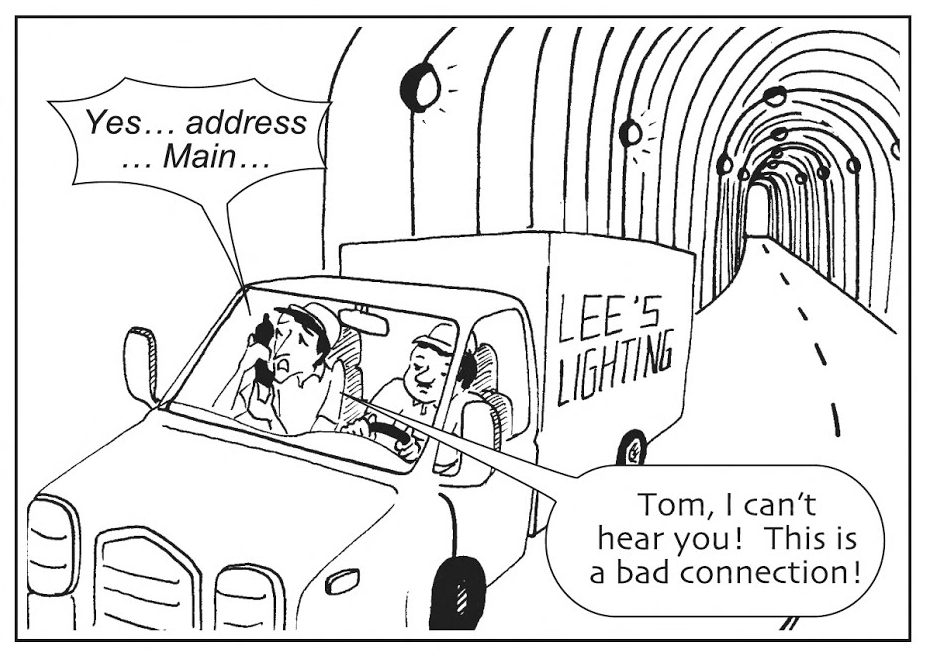 Yes... address
... Main...
LEE'S
LIGHTING
Tom, I can't
hear you! This is
a bad connection!